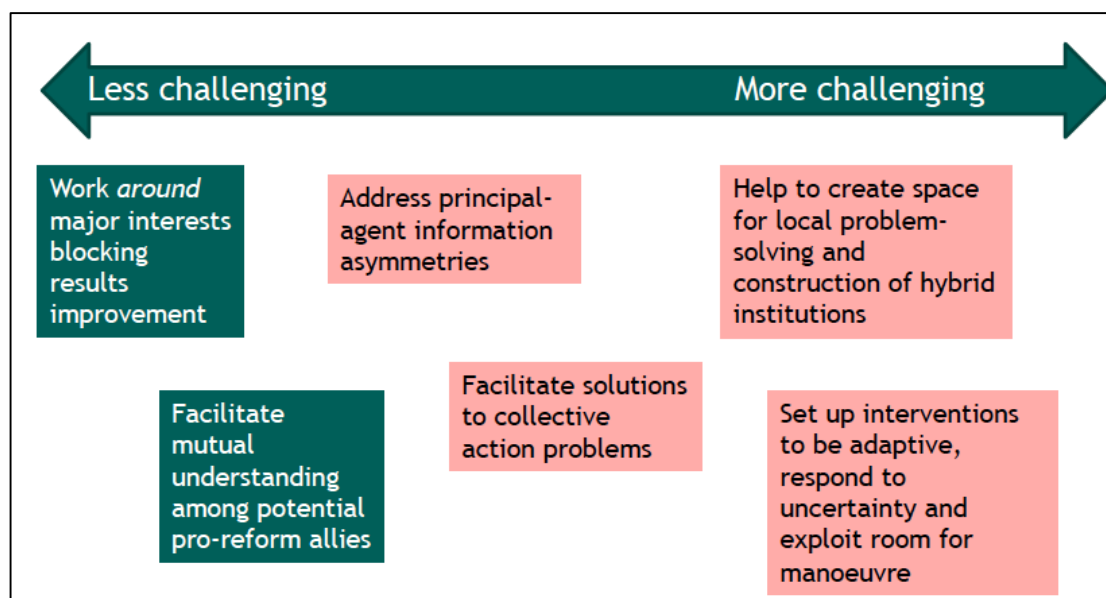 Less challenging
More challenging
Work around
major interests
blocking
results
improvement
Address principal-
agent information
asymmetries
Help to create space
for local problem-
solving and
construction of hybrid
institutions
Facilitate
mutual
understanding
among potential
pro-reform allies
Facilitate solutions
to collective
action problems
Set up interventions
to be adaptive,
respond to
uncertainty and
exploit room for
manoeuvre